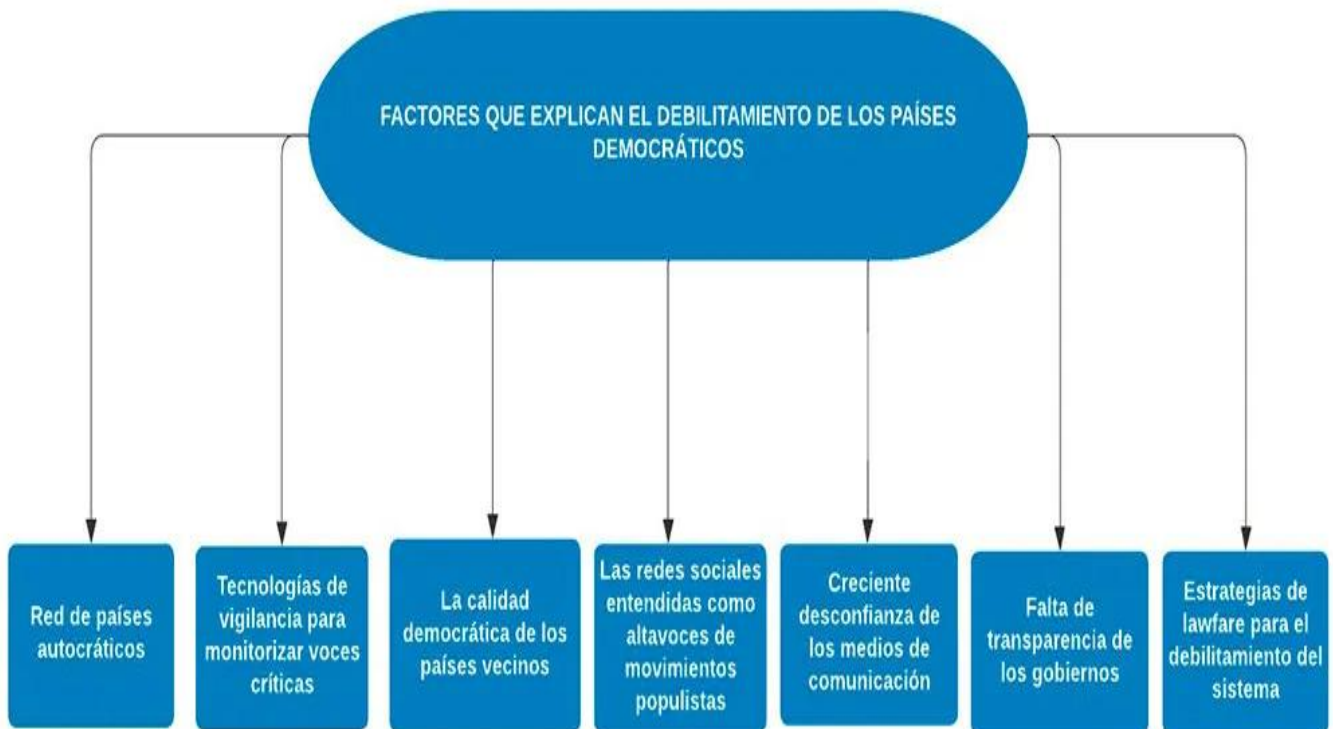 FACTORES QUE EXPLICAN EL DEBILITAMIENTO DE LOS PAÍSES
DEMOCRÁTICOS
Red de países
autocráticos
Tecnologías de
vigilancia para
monitorizar voces
críticas
La calidad
democrática de los
países vecinos
Las redes sociales
entendidas como
altavoces de
movimientos
populistas
Creciente
desconfianza de
los medios de
comunicación
Falta de
transparencia de
los gobiernos
Estrategias de
lawfare para el
debilitamiento del
sistema